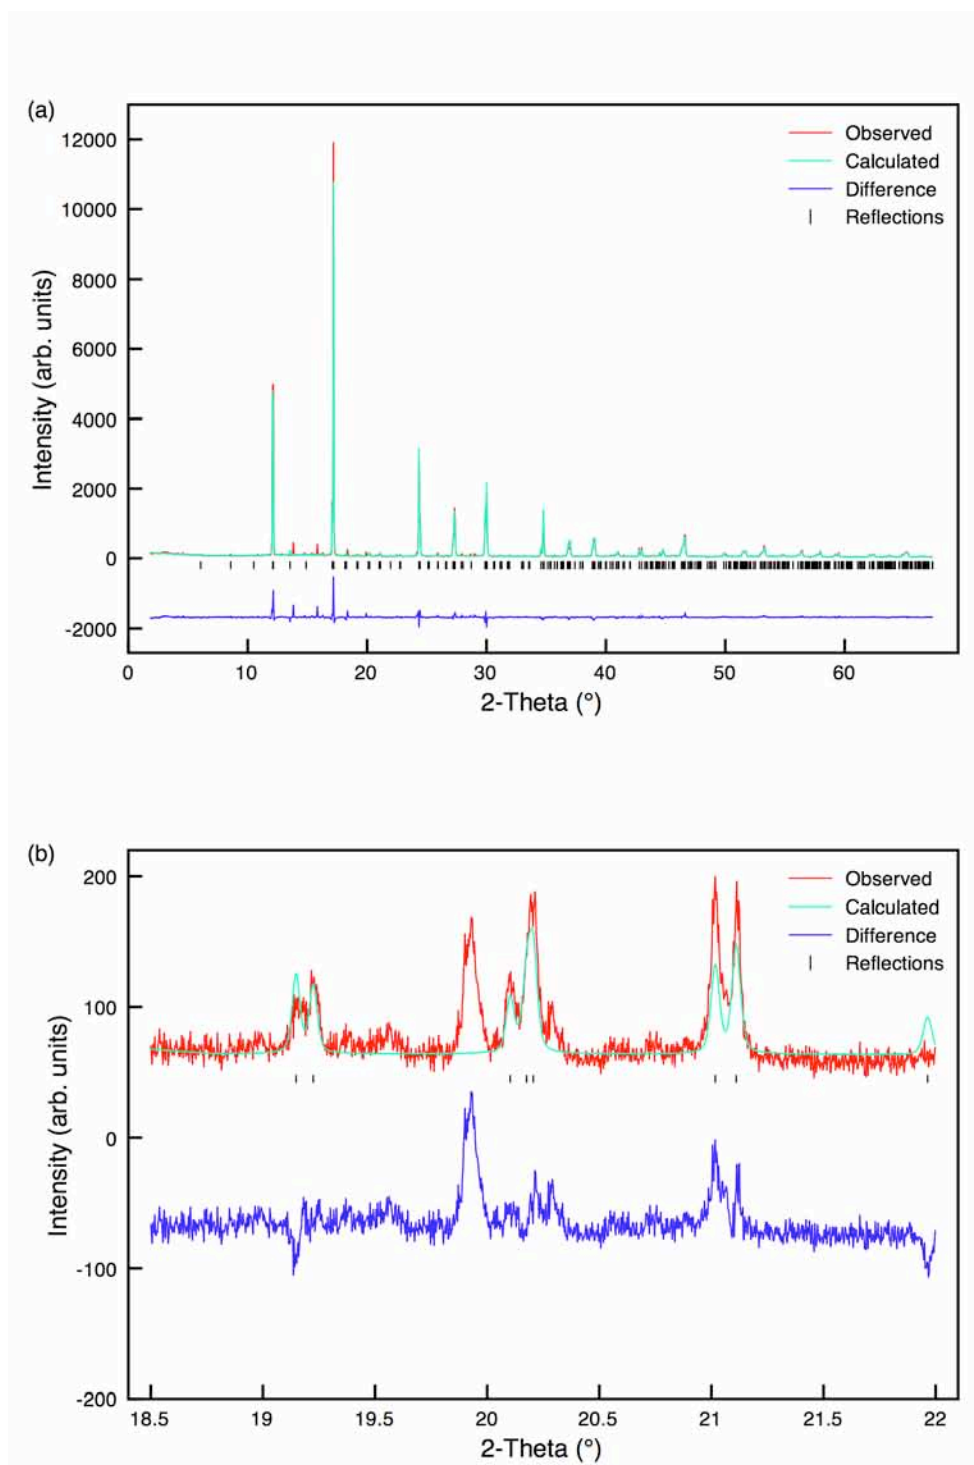 (a)
Intensity (arb. units)
12000
10000
8000
6000
4000
2000
0
-2000
Observed
Calculated
Difference
Reflections
0 10 20 30 40 50 60
2-Theta (°)
(b)
Intensity (arb. units)
200
100
0
-100
-200
Observed
Calculated
Difference
Reflections
18.5 19 19.5 20 20.5 21 21.5 22
2-Theta (°)